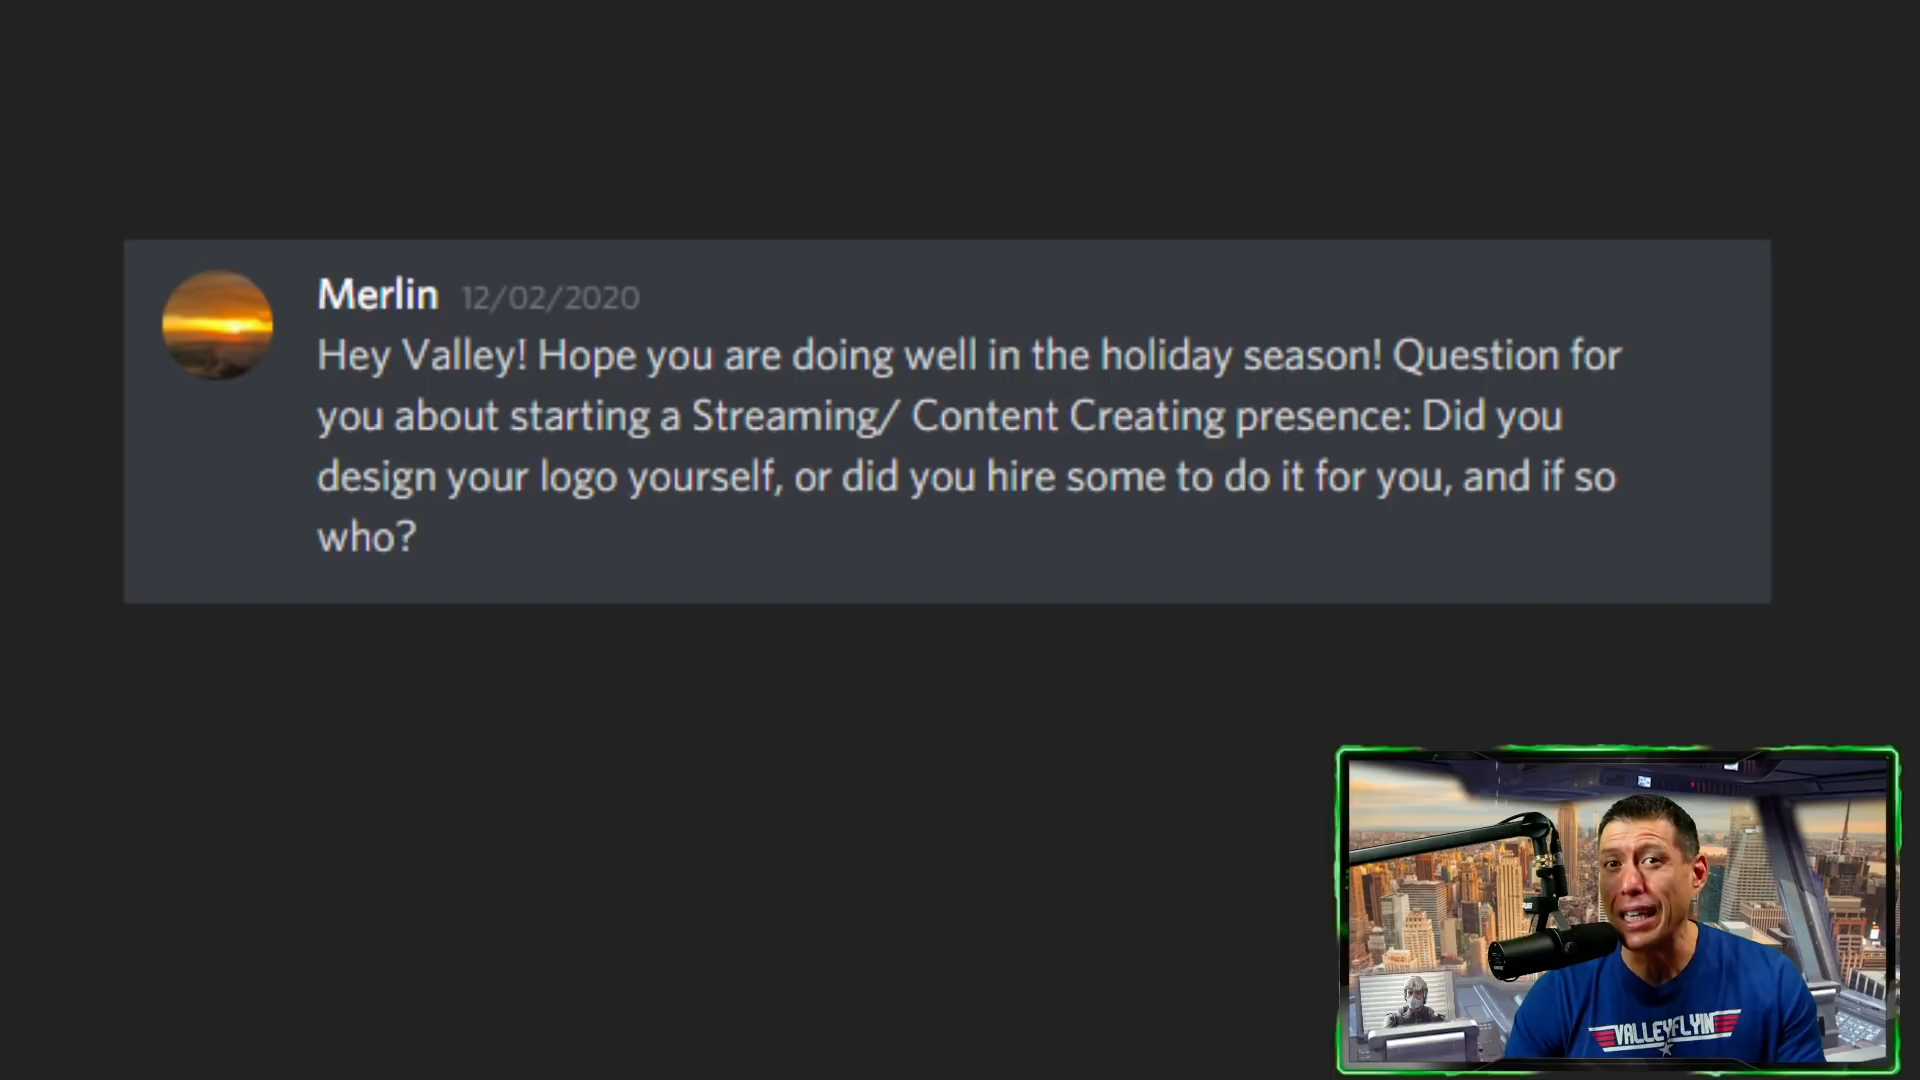 Merlin 12/02/2020
Hey Valley! Hope you are doing well in the holiday season! Question for
you about starting a Streaming/ Content Creating presence: Did you
design your logo yourself, or did you hire some to do it for you, and if so
who?
VALLEYFLYIN